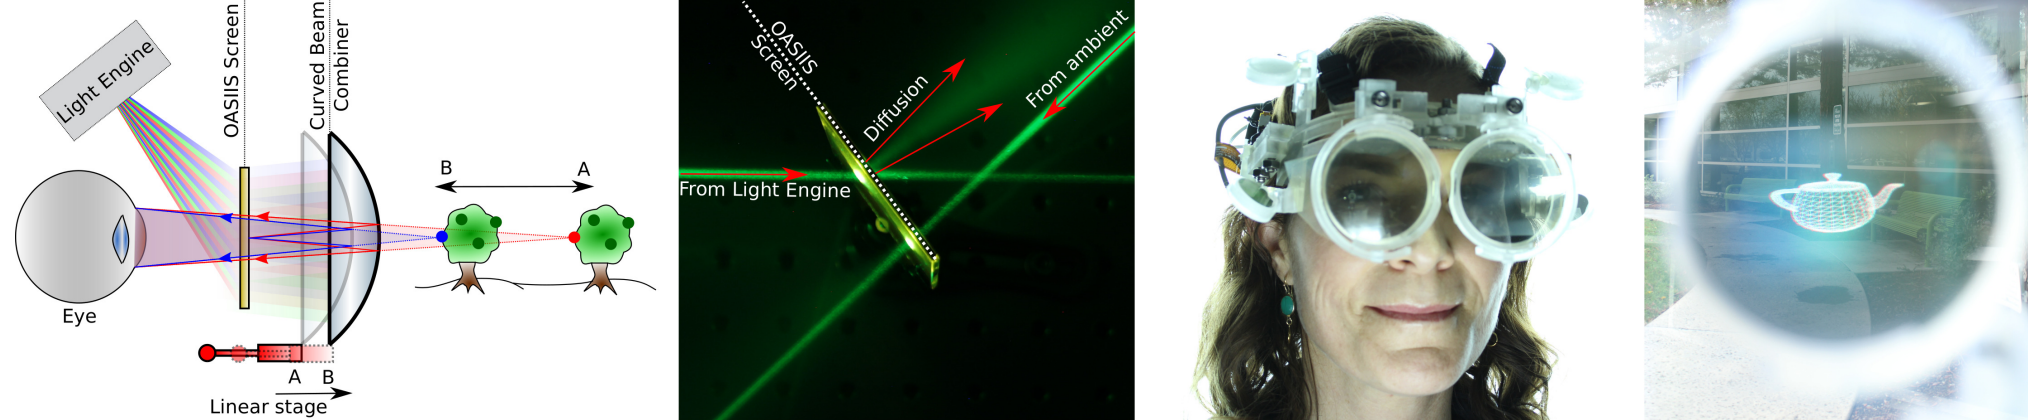 Light Engine
OASIIS Screen
Curved Beam
Combiner
B
A
Eye
A
B
Linear stage
OASIIS
Screen
Diffusion
From ambient
From Light Engine